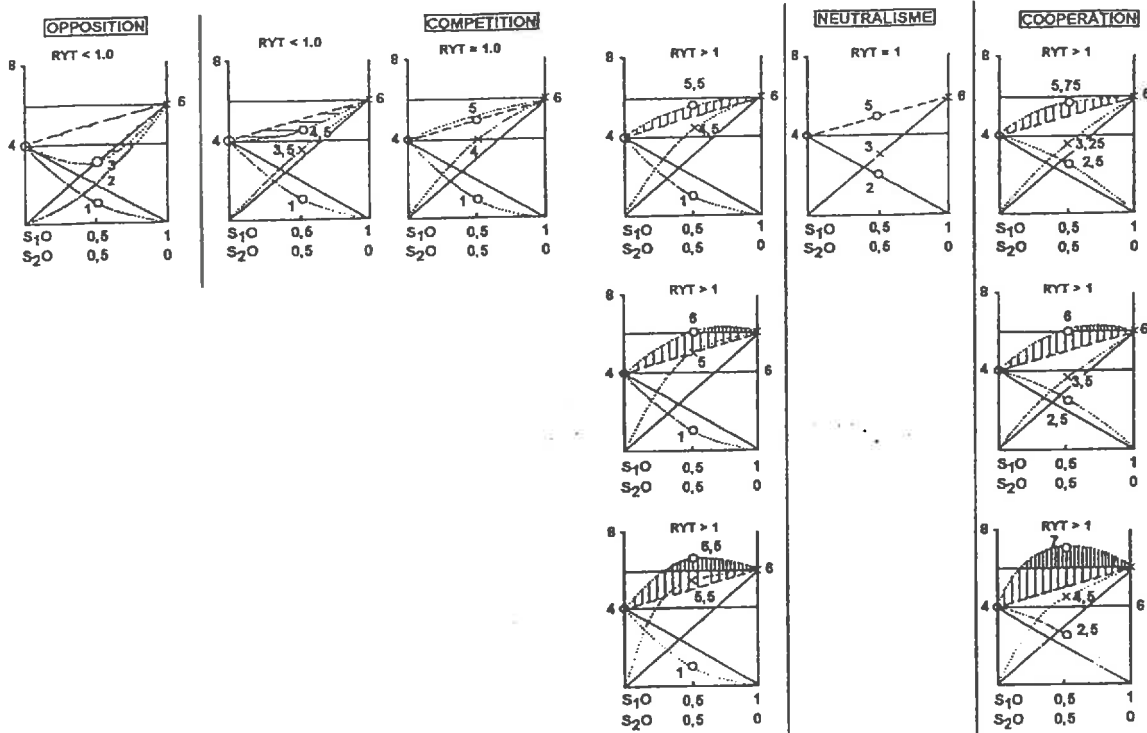 OPPOSITION
RYT < 1.0
8
4
6
3
2
1
S1O 0,5 1
S2O 0,5 0
COMPETITION
RYT < 1.0
8
4
6
4,5
3,5
1
S1O 0,5 1
S2O 0,5 0
RYT = 1.0
8
4
6
5
4
1
S1O 0,5 1
S2O 0,5 0
RYT > 1
8
4
6
5,5
4,5
1
S1O 0,5 1
S2O 0,5 0
RYT > 1
8
4
6
6
5
1
S1O 0,5 1
S2O 0,5 0
RYT > 1
8
4
6
6,5
5,5
1
S1O 0,5 1
S2O 0,5 0
NEUTRALISME
RYT = 1
8
4
6
5
3
2
S1O 0,5 1
S2O 0,5 0
COOPERATION
RYT > 1
8
4
6
5,75
3,25
2,5
S1O 0,5 1
S2O 0,5 0
RYT > 1
8
4
6
6
3,5
2,5
S1O 0,5 1
S2O 0,5 0
RYT > 1
8
4
6
7
4,5
2,5
S1O 0,5 1
S2O 0,5 0